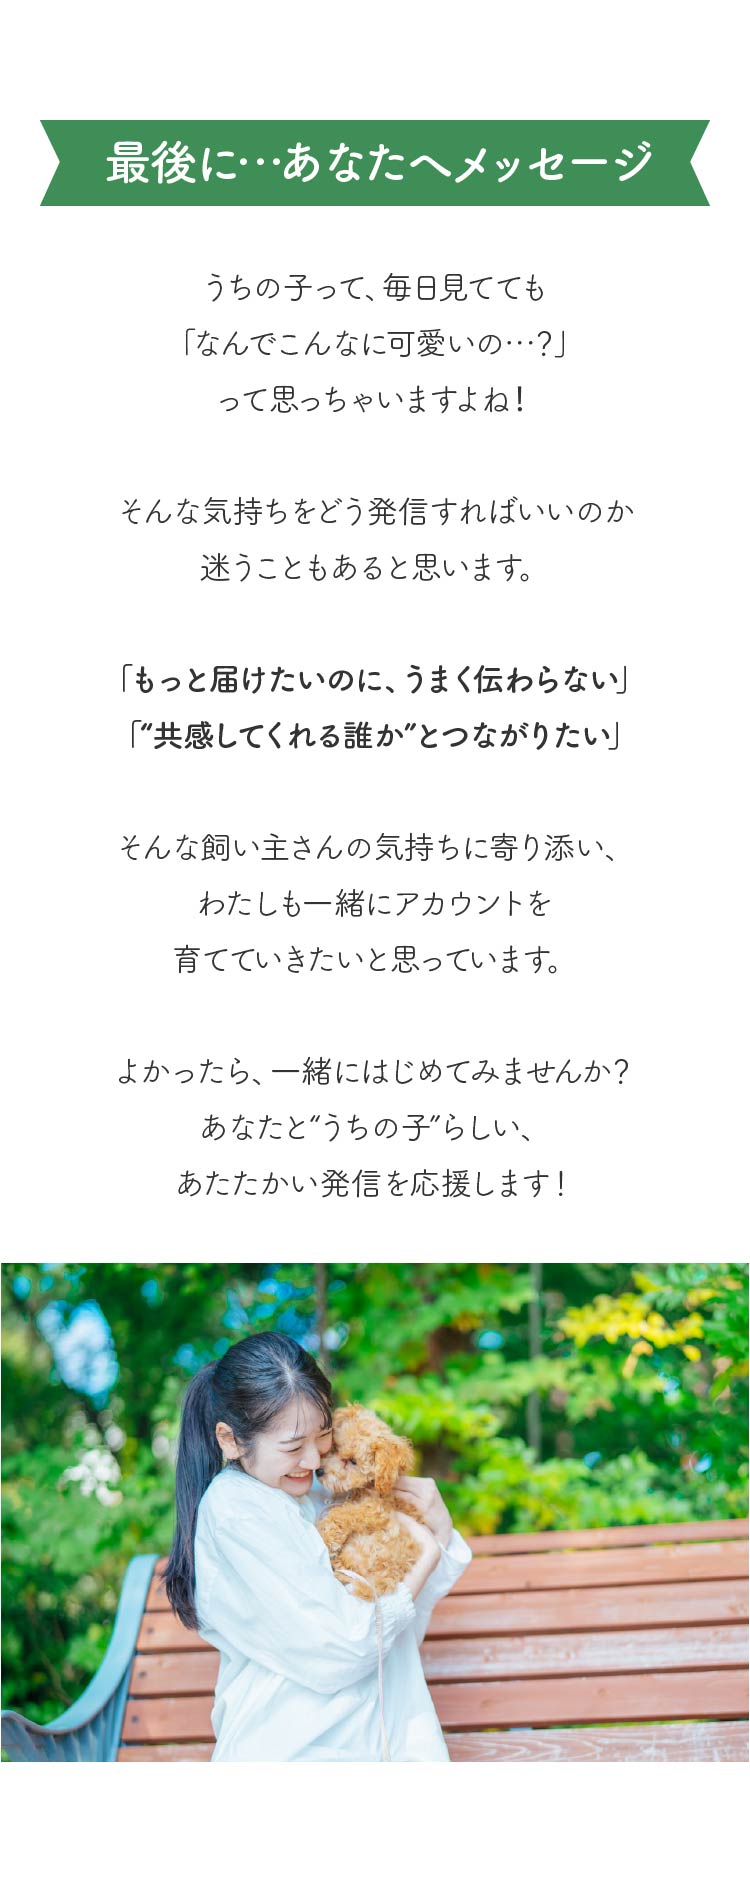 最後に…あなたへメッセージ
うちの子って、毎日見てても
「なんでこんなに可愛いの…？」
って思っちゃいますよね！
そんな気持ちをどう発信すればいいのか
迷うこともあると思います。
「もっと届けたいのに、うまく伝わらない」
「“共感してくれる誰か”とつながりたい」
そんな飼い主さんの気持ちに寄り添い、
わたしも一緒にアカウントを
育てていきたいと思っています。
よかったら、一緒にはじめてみませんか？
あなたと“うちの子”らしい、
あたたかい発信を応援します！